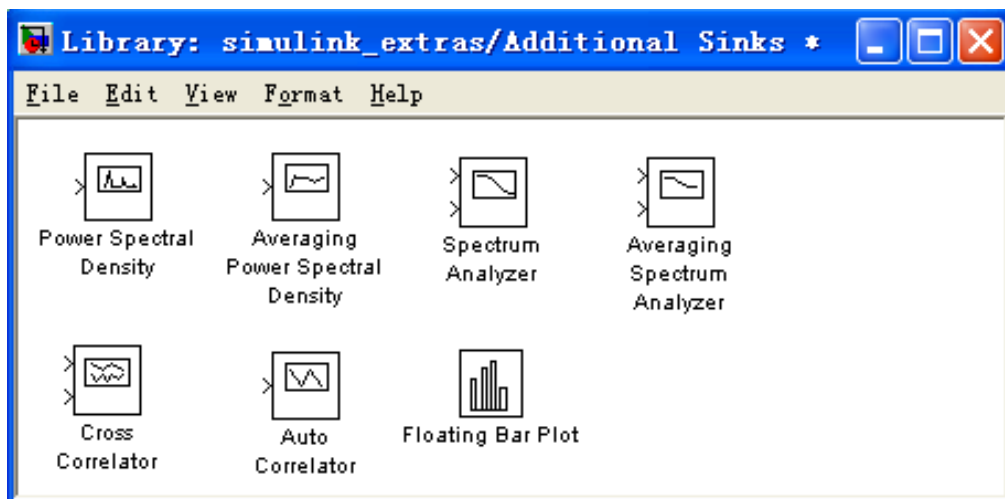 Library: simulink_extras/Additional Sinks *
File Edit View Format Help
Power Spectral
Density
Averaging
Power Spectral
Density
Spectrum
Analyzer
Averaging
Spectrum
Analyzer
Cross
Correlator
Auto
Correlator
Floating Bar Plot